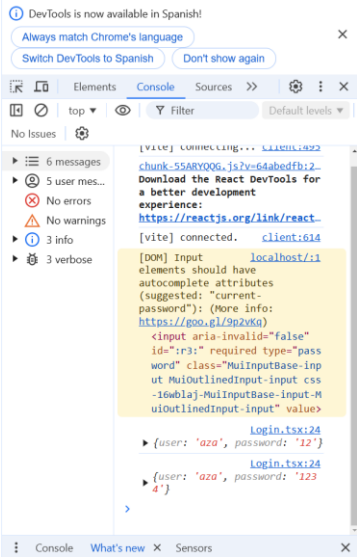 DevTools is now available in Spanish!
Always match Chrome's language
Switch DevTools to Spanish
Don't show again
Elements Console Sources
top Filter Default levels
No Issues
6 messages
5 user mes...
No errors
No warnings
3 info
3 verbose
[vite] connecting... client:495
chunk-55ARYQQG.js?v=64abedfb:2…
Download the React DevTools for
a better development
experience:
https://reactjs.org/link/react…
[vite] connected. client:614
[DOM] Input localhost/:1
elements should have
autocomplete attributes
(suggested: "current-
password"): (More info:
https://goo.gl/9p2vKq)
<input aria-invalid="false"
id=":r3:" required type="pass
word" class="MuiInputBase-inp
ut MuiOutlinedInput-input css
-16wblaj-MuiInputBase-input-M
uiOutlinedInput-input" value>
Login.tsx:24
{user: 'aza', password: '12'}
Login.tsx:24
{user: 'aza', password: '123
4'}
Console What's new Sensors